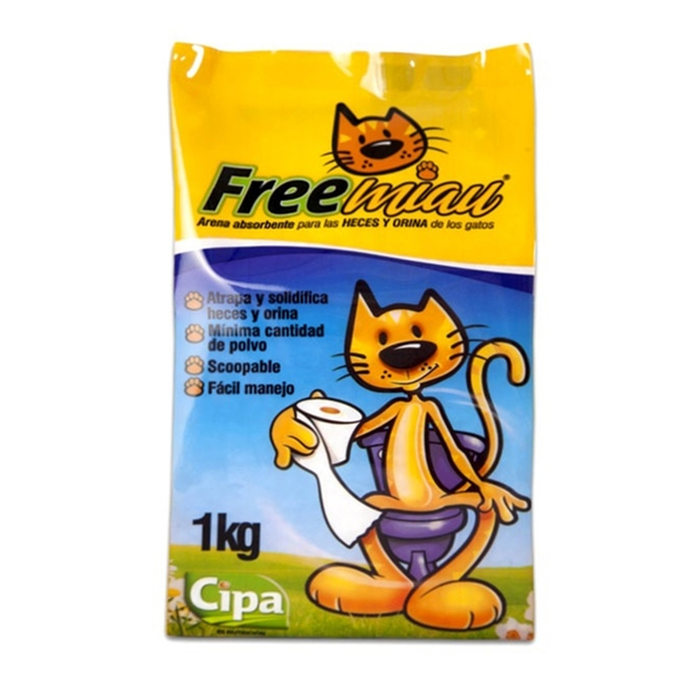 Freemiau®
Arena absorbente para las HECES Y ORINA de los gatos
Atrapa y solidifica
heces y orina
Mínima cantidad
de polvo
Scoopable
Fácil manejo
1kg
Cipa